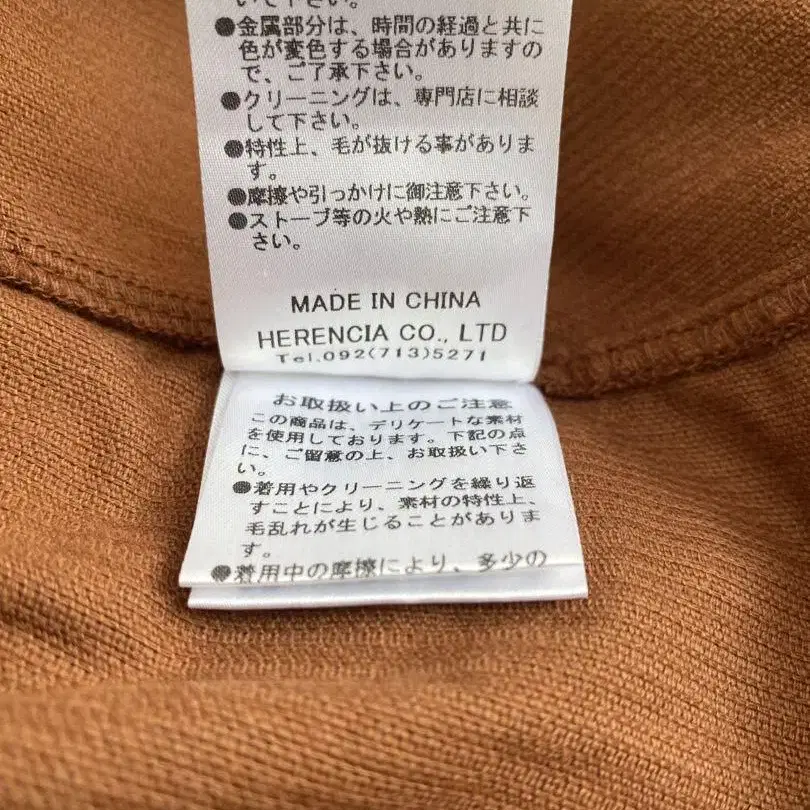 いて下さい。
●金属部分は、時間の経過と共に
色が変色する場合がありますの
で、ご了承下さい。
●クリーニングは、専門店に相談
して下さい。
●特性上、毛が抜ける事がありま
す。
●摩擦や引っかけに御注意下さい。
●ストーブ等の火や熱にご注意下
さい。
MADE IN CHINA
HERENCIA CO., LTD
Tel.092(713)5271
お取扱い上のご注意
この商品は、デリケートな素材
を使用しております。下記の点
に、ご留意の上、お取扱い下さ
い。
●着用やクリーニングを繰り返
すことにより、素材の特性上、
毛乱れが生じることがありま
す。
●着用中の摩擦により、多少の